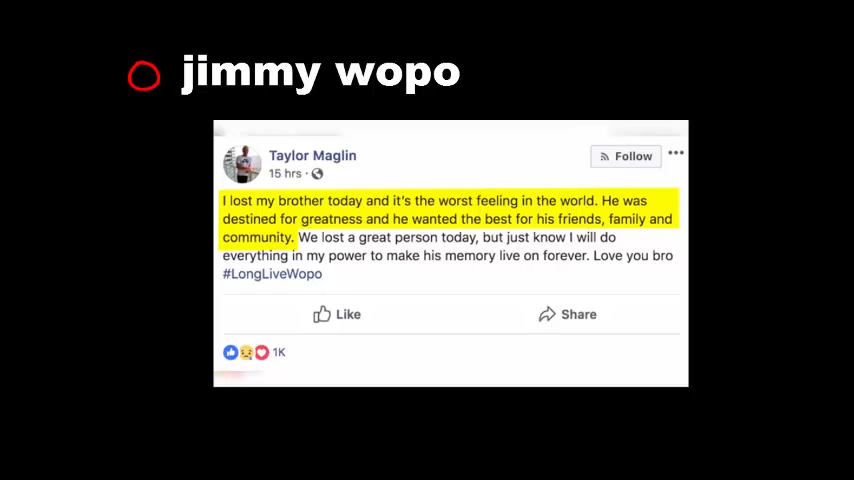 jimmy wopo
Taylor Maglin
15 hrs ·
Follow
I lost my brother today and it's the worst feeling in the world. He was
destined for greatness and he wanted the best for his friends, family and
community. We lost a great person today, but just know I will do
everything in my power to make his memory live on forever. Love you bro
#LongLiveWopo
Like
Share
1K